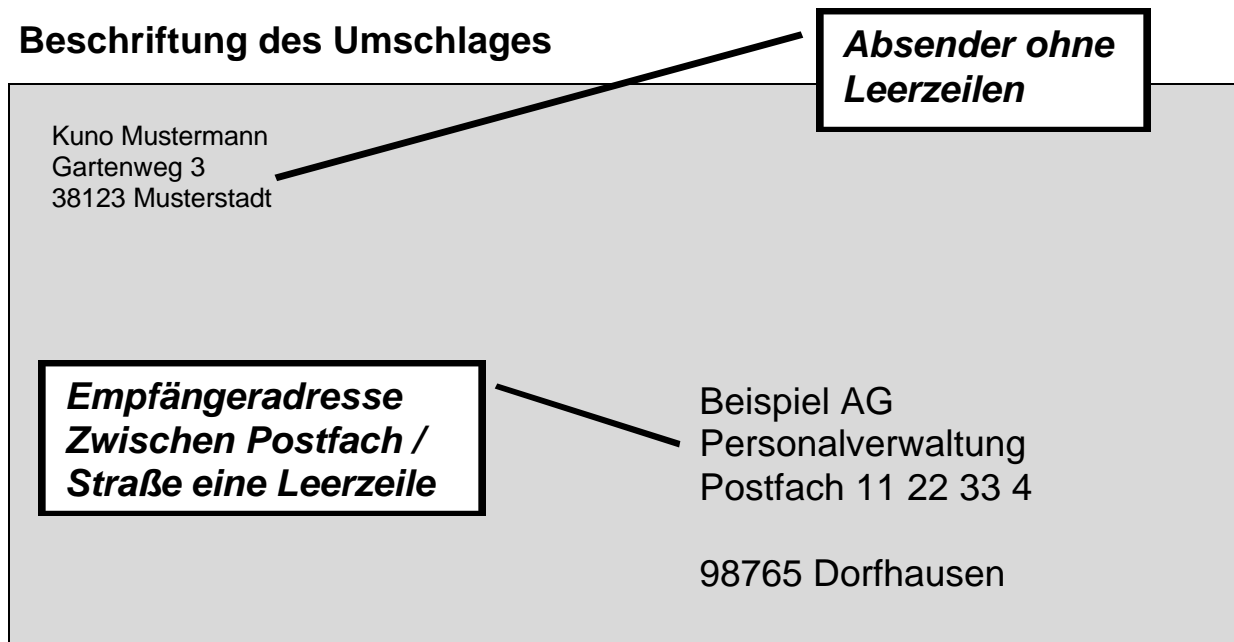 Beschriftung des Umschlages
Absender ohne
Leerzeilen
Kuno Mustermann
Gartenweg 3
38123 Musterstadt
Empfängeradresse
Zwischen Postfach /
Straße eine Leerzeile
Beispiel AG
Personalverwaltung
Postfach 11 22 33 4
98765 Dorfhausen